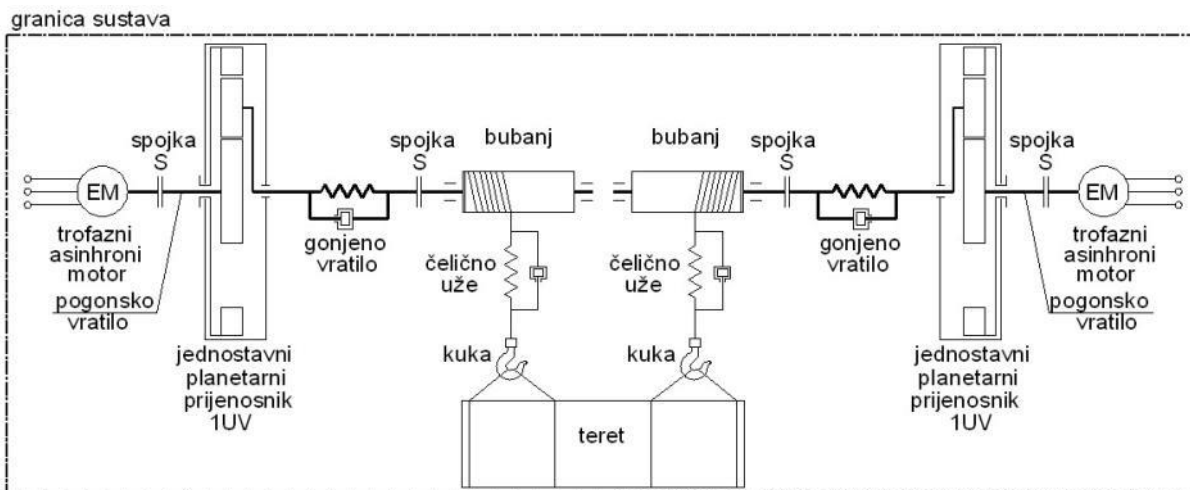 granica sustava
spojka
S
EM
trofazni
asinhroni
motor
pogonsko
vratilo
jednostavni
planetarni
prijenosnik
1UV
gonjeno
vratilo
spojka
S
bubanj
čelično
uže
kuka
bubanj
čelično
uže
kuka
teret
spojka
S
gonjeno
vratilo
jednostavni
planetarni
prijenosnik
1UV
spojka
S
EM
trofazni
asinhroni
motor
pogonsko
vratilo